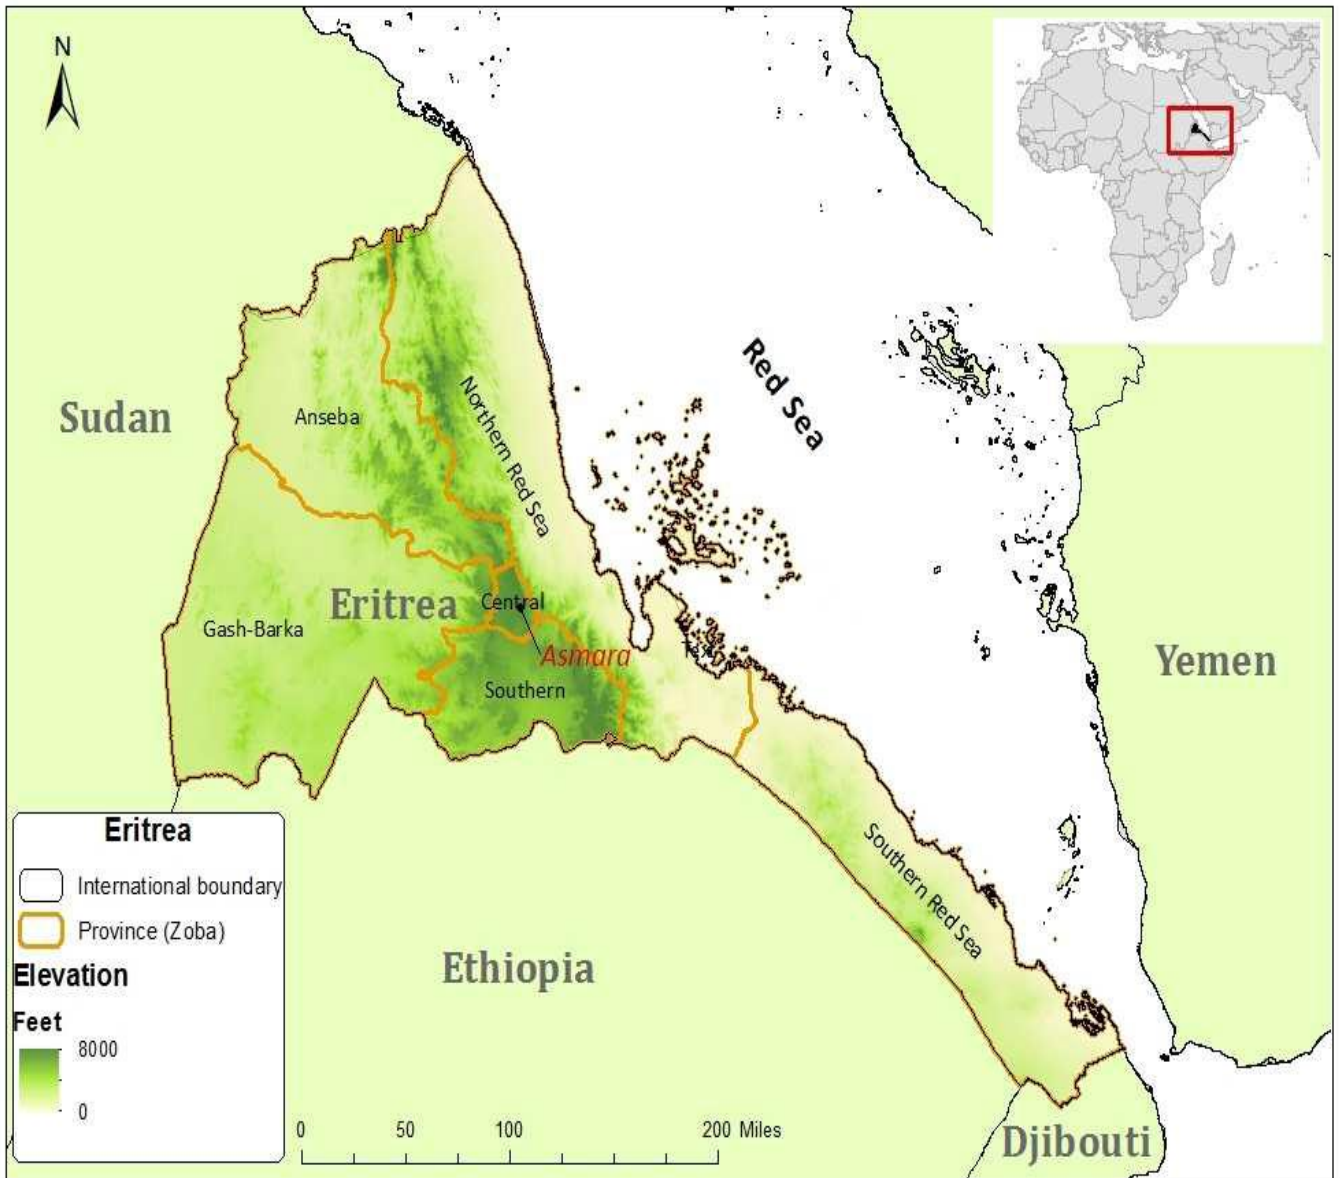 N
Red Sea
Sudan
Anseba
Northern Red Sea
Eritrea
Central
Gash-Barka
Asmara
Southern
Yemen
Southern Red Sea
Ethiopia
Djibouti
Eritrea
International boundary
Province (Zoba)
Elevation
Feet
8000
0
0 50 100 200 Miles